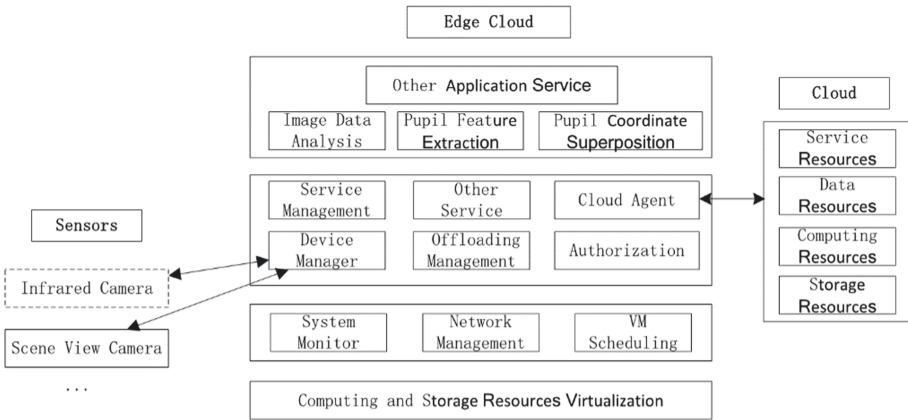 Edge Cloud
Other Application Service
Image Data
Analysis
Pupil Feature
Extraction
Pupil Coordinate
Superposition
Service
Management
Other
Service
Cloud Agent
Device
Manager
Offloading
Management
Authorization
System
Monitor
Network
Management
VM
Scheduling
Computing and Storage Resources Virtualization
Sensors
Infrared Camera
Scene View Camera
...
Cloud
Service
Resources
Data
Resources
Computing
Resources
Storage
Resources